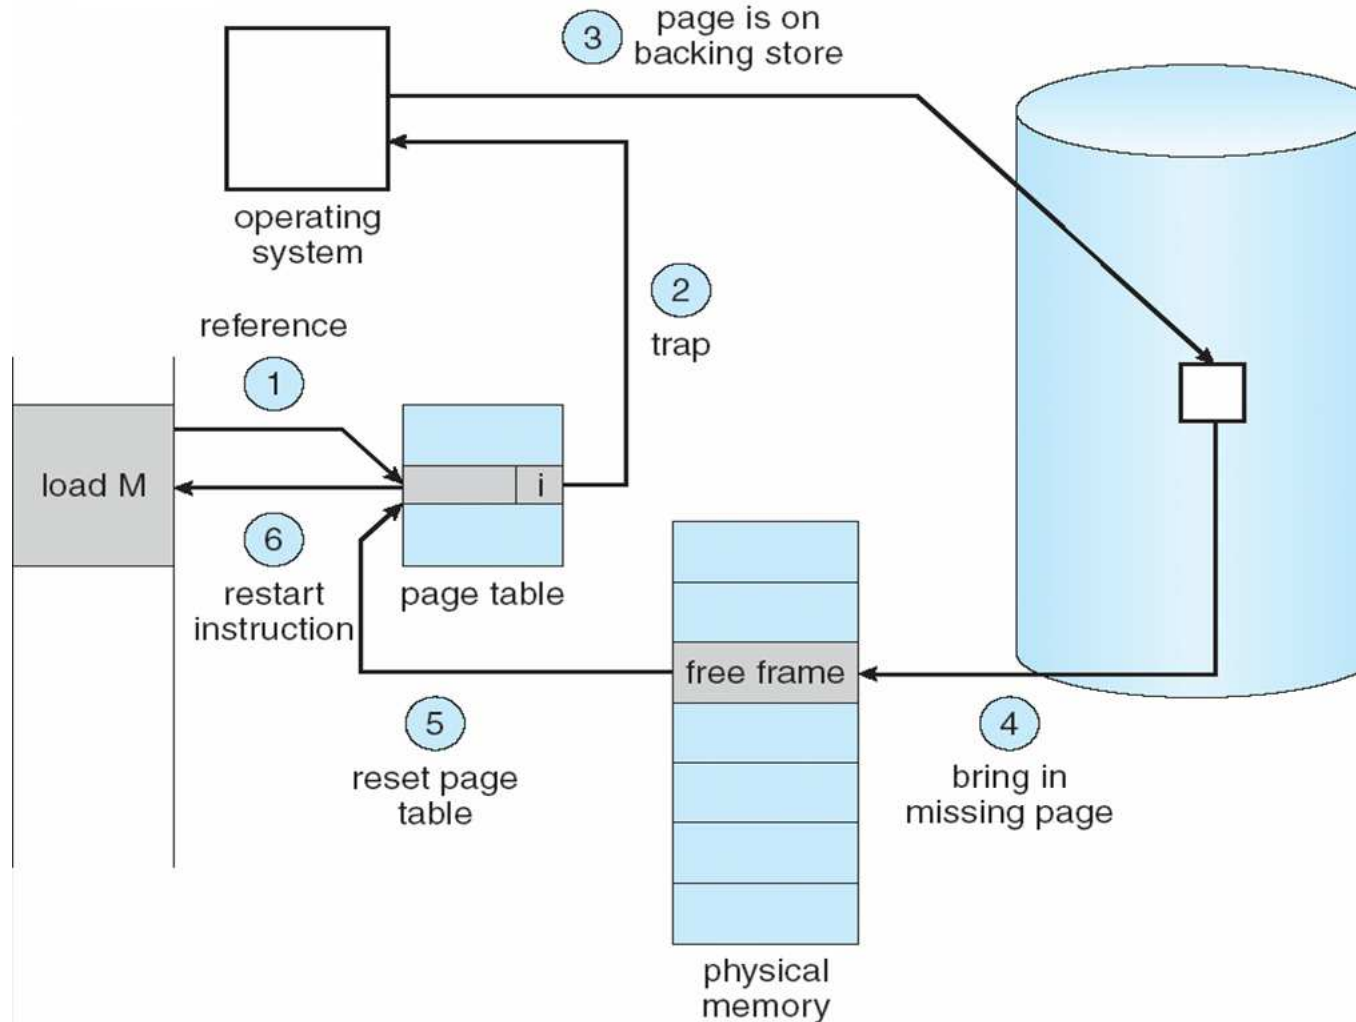 3
page is on
backing store
operating
system
2
trap
reference
1
load M
i
6
restart
instruction
page table
free frame
5
reset page
table
4
bring in
missing page
physical
memory